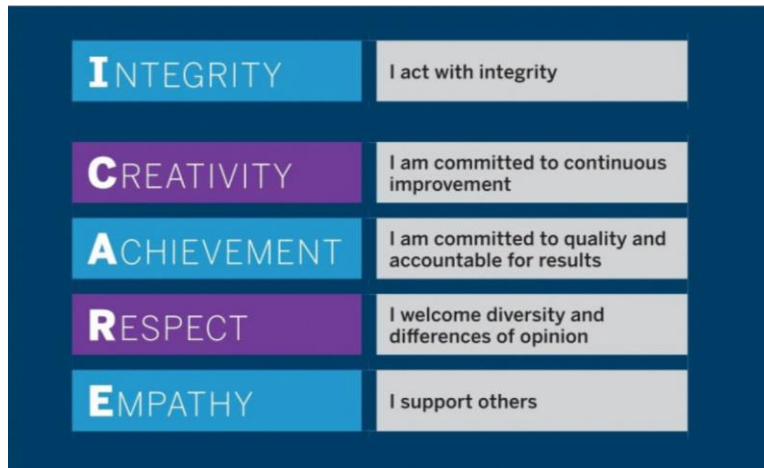 INTEGRITY
I act with integrity
CREATIVITY
I am committed to continuous
improvement
ACHIEVEMENT
I am committed to quality and
accountable for results
RESPECT
I welcome diversity and
differences of opinion
EMPATHY
I support others